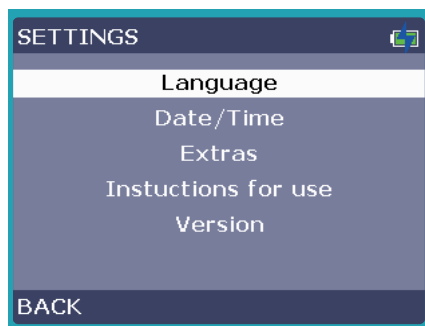 SETTINGS
Language
Date/Time
Extras
Instuctions for use
Version
BACK